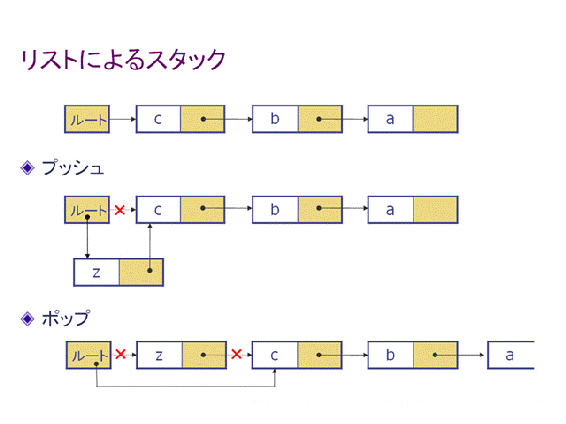 リストによるスタック
ルート c b a
プッシュ
ルート c b a
z
ポップ
ルート z c b a